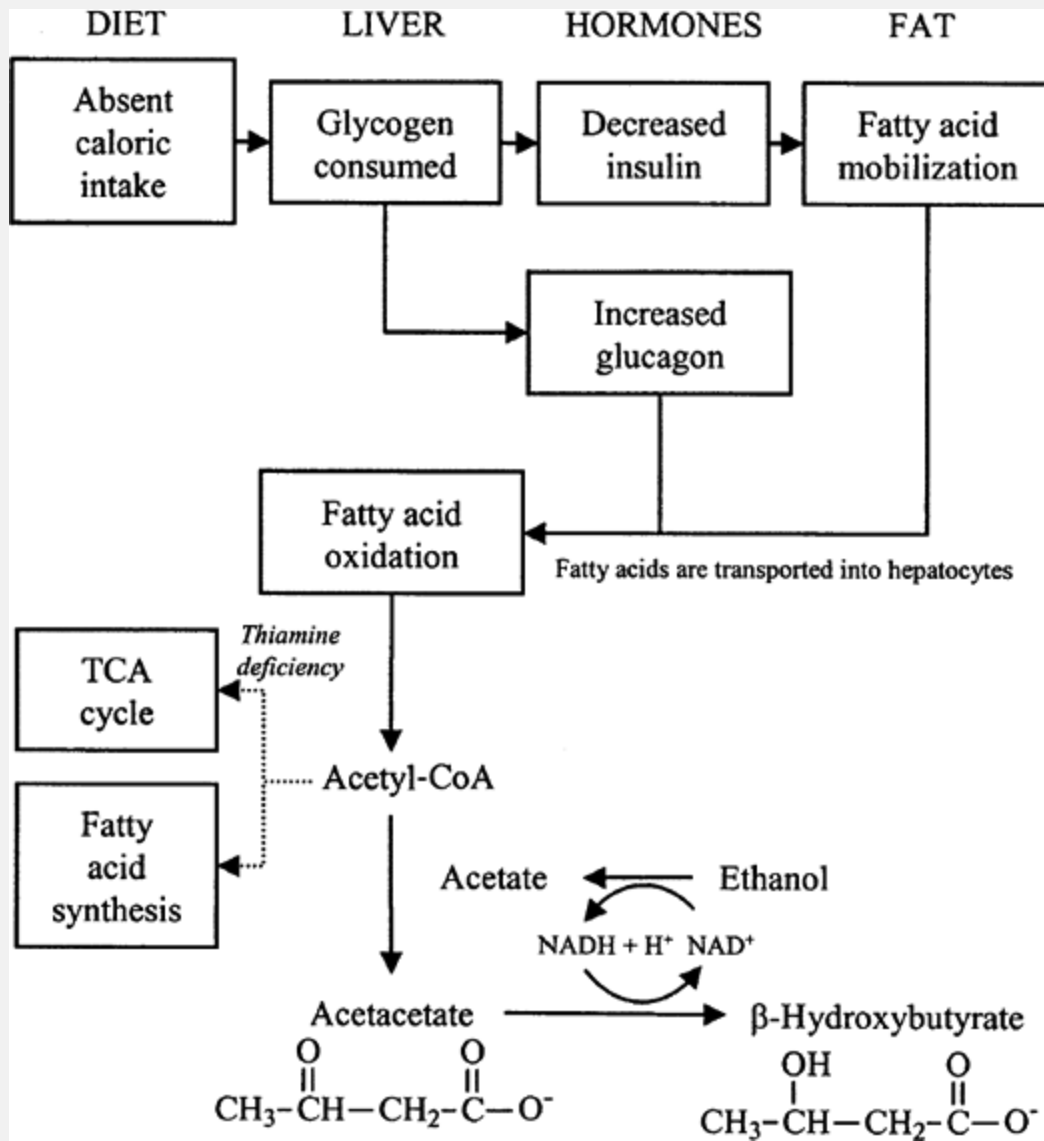 DIET LIVER HORMONES FAT
Absent
caloric
intake
Glycogen
consumed
Decreased
insulin
Fatty acid
mobilization
Increased
glucagon
Fatty acid
oxidation
Fatty acids are transported into hepatocytes
Thiamine
deficiency
TCA
cycle
Acetyl-CoA
Fatty
acid
synthesis
Acetate Ethanol
NADH + H⁺ NAD⁺
Acetacetate β-Hydroxybutyrate
O O
CH₃-CH-CH₂-C-O⁻
OH O
CH₃-CH-CH₂-C-O⁻